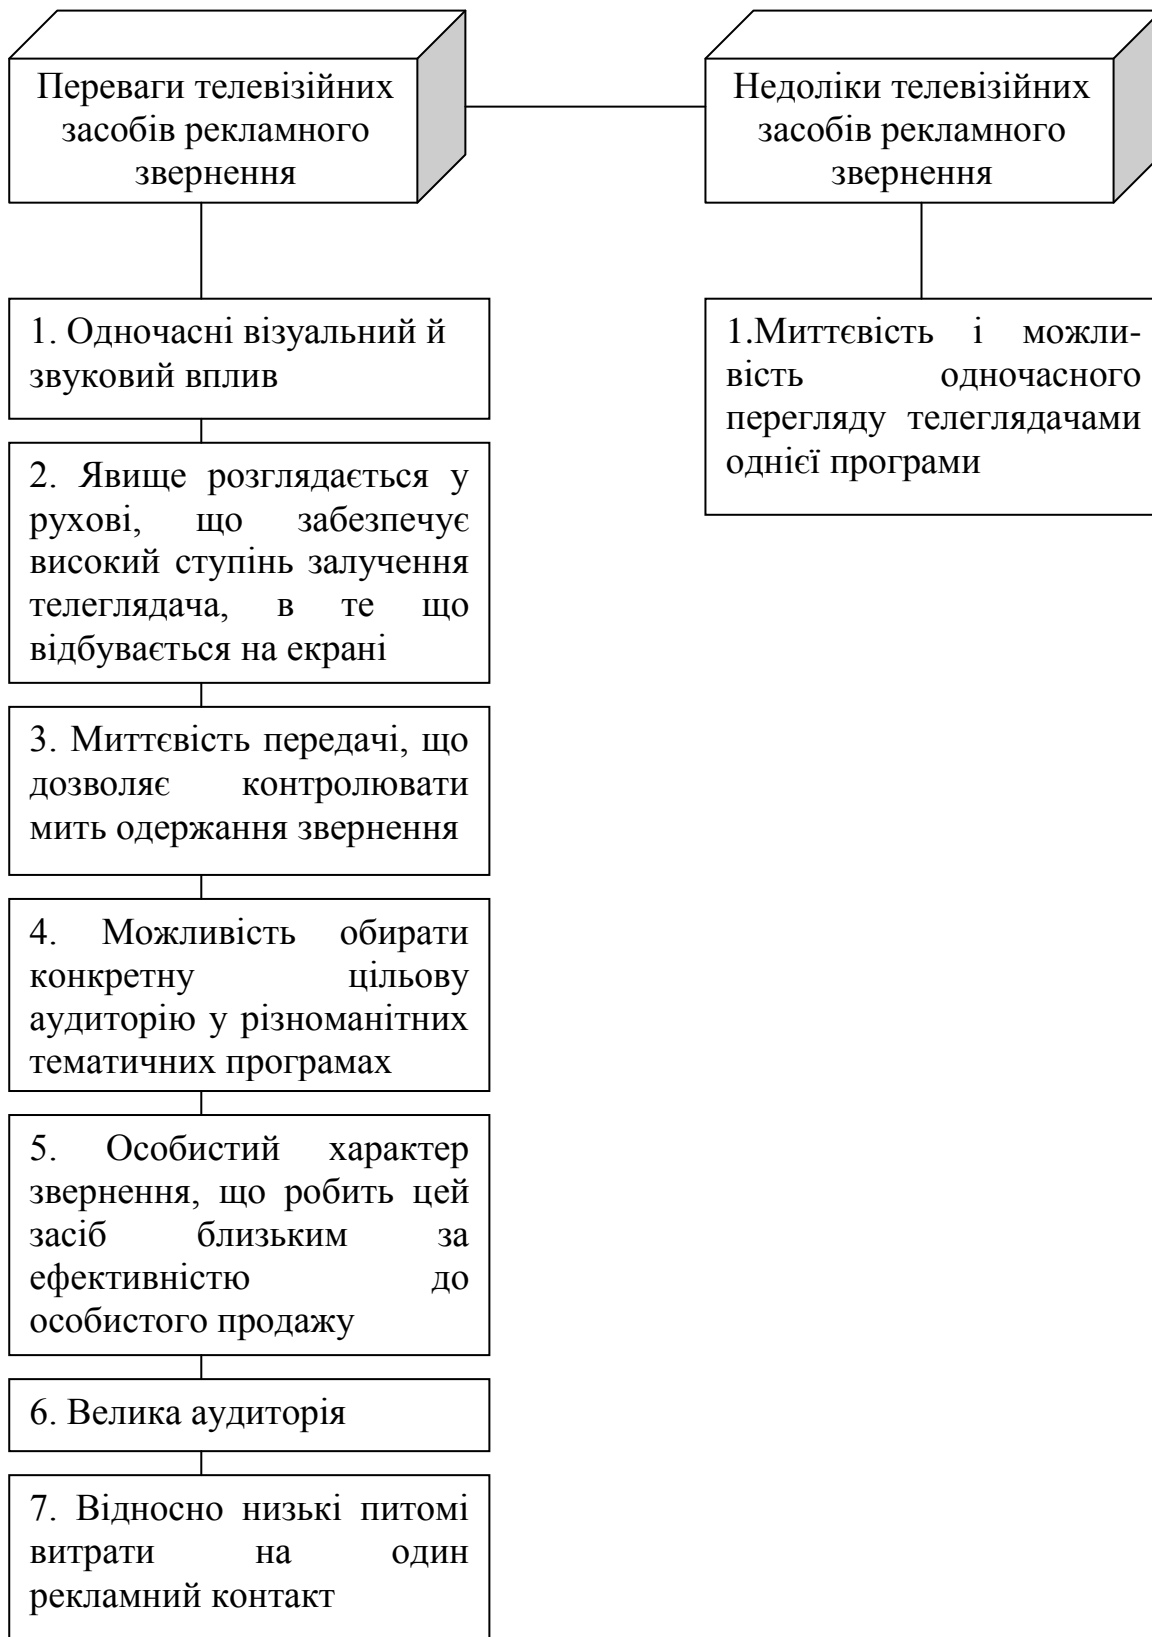 Переваги телевізійних
засобів рекламного
звернення
Недоліки телевізійних
засобів рекламного
звернення
1. Одночасні візуальний й
звуковий вплив
2. Явище розглядається у
рухові, що забезпечує
високий ступінь залучення
телеглядача, в те що
відбувається на екрані
3. Миттєвість передачі, що
дозволяє контролювати
мить одержання звернення
4. Можливість обирати
конкретну цільову
аудиторію у різноманітних
тематичних програмах
5. Особистий характер
звернення, що робить цей
засіб близьким за
ефективністю до
особистого продажу
6. Велика аудиторія
7. Відносно низькі питомі
витрати на один
рекламний контакт
1.Миттєвість і можли-
вість одночасного
перегляду телеглядачами
однієї програми